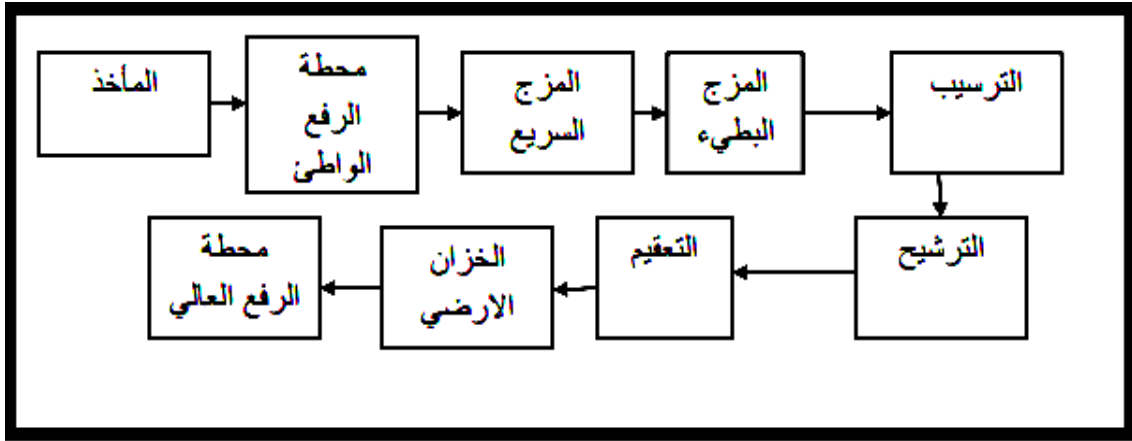 المأخذ
محطة
الرفع
الواطئ
المزج
السريع
المزج
البطيء
الترسيب
الترشيح
التعقيم
الخزان
الارضي
محطة
الرفع العالي